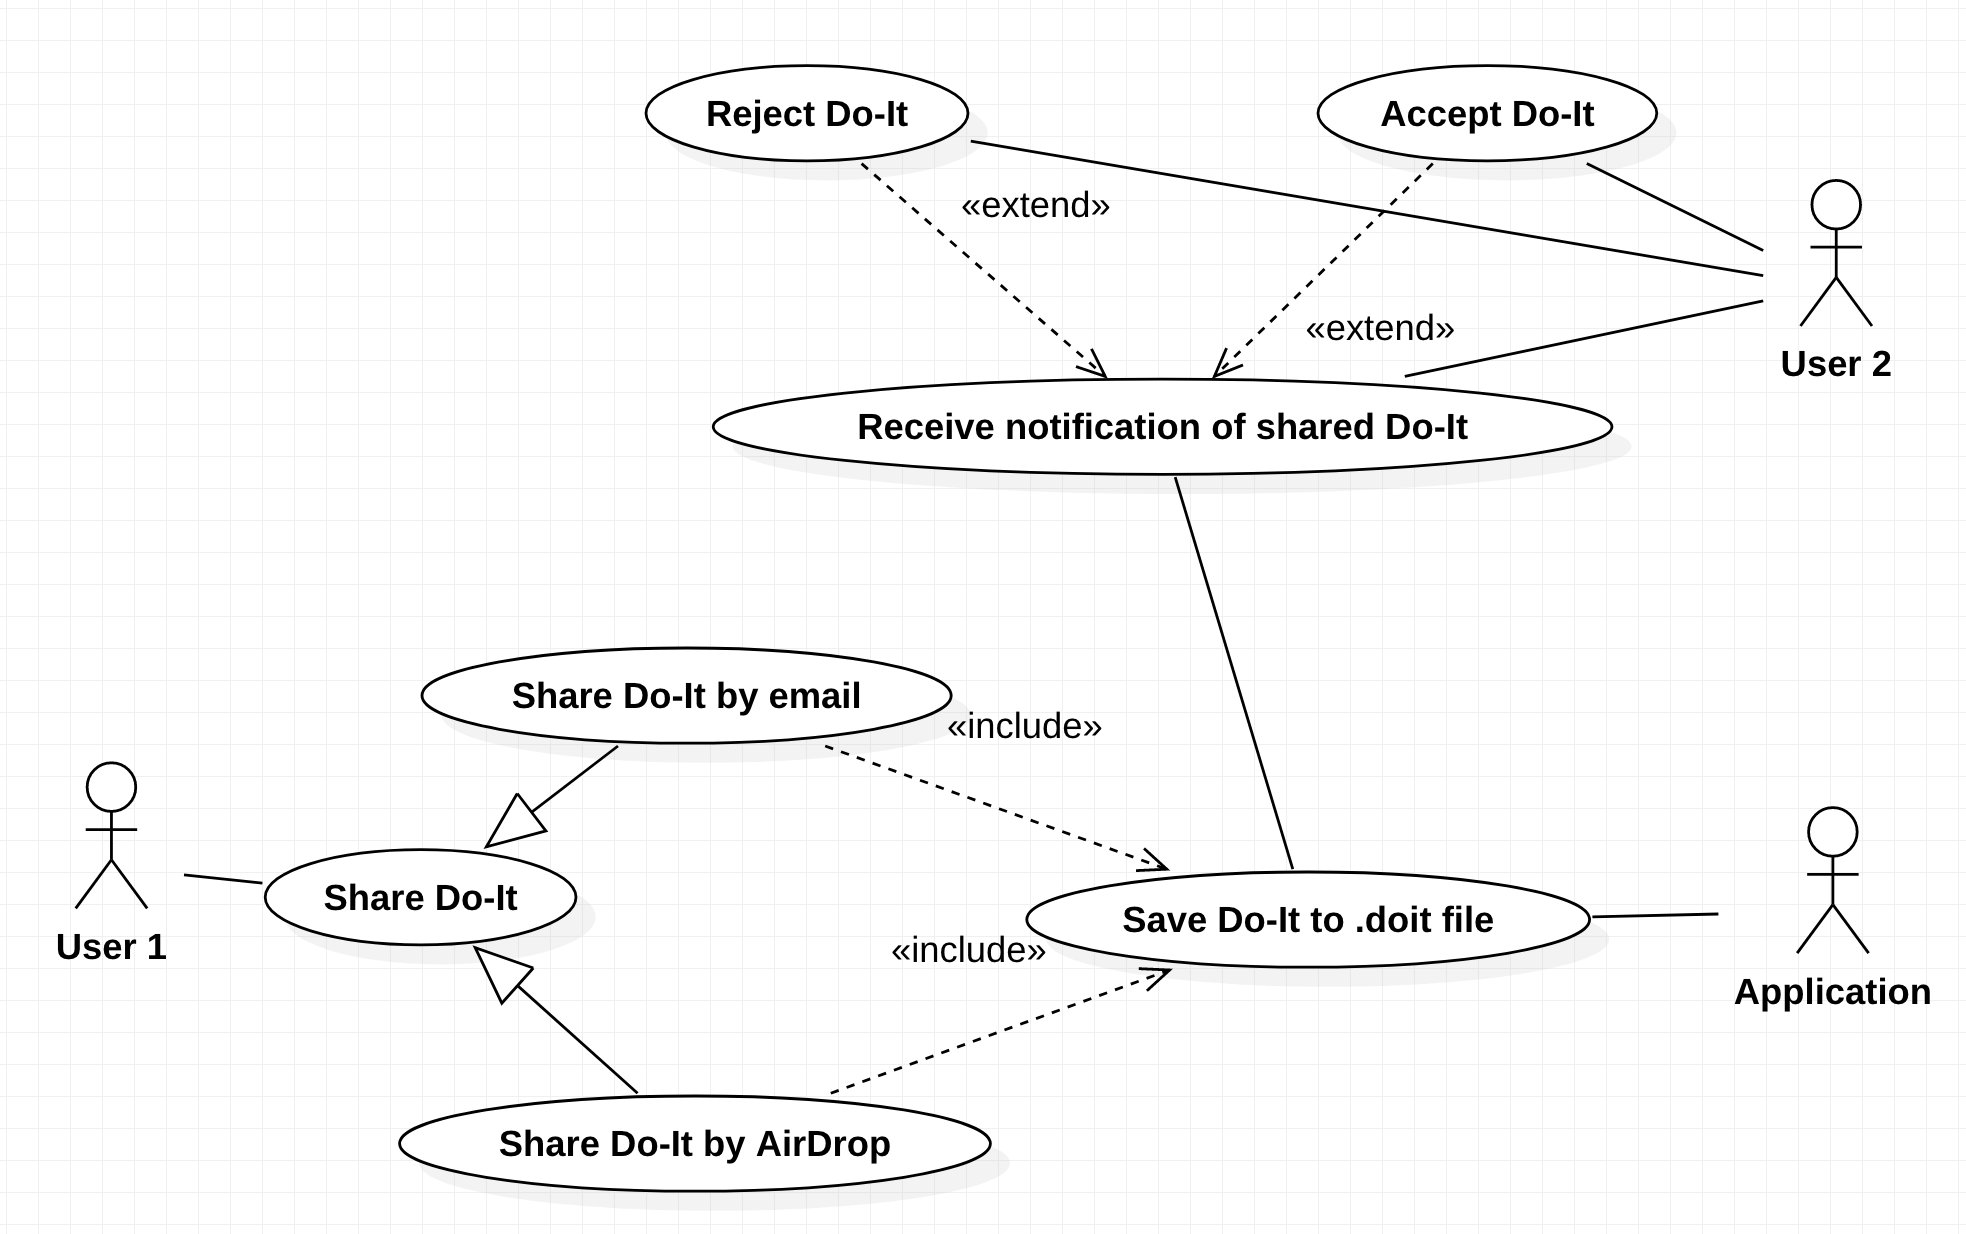 Reject Do-It
Accept Do-It
«extend»
«extend»
User 2
Receive notification of shared Do-It
Share Do-It by email
«include»
Share Do-It
Save Do-It to .doit file
User 1
«include»
Application
Share Do-It by AirDrop